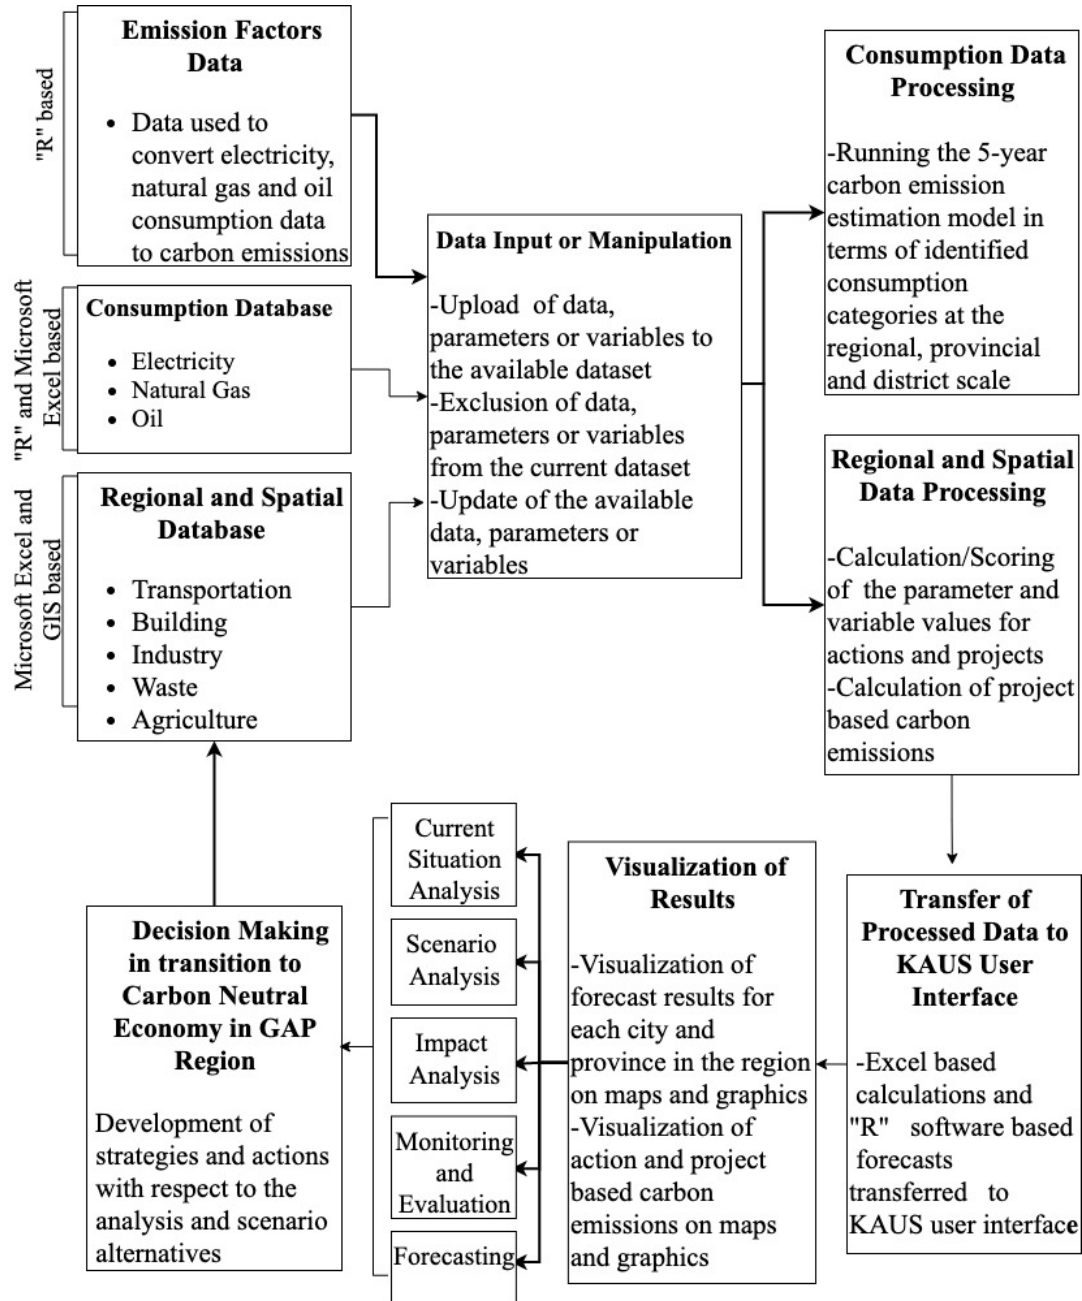 "R" based
Emission Factors
Data
• Data used to
convert electricity,
natural gas and oil
consumption data
to carbon emissions
"R" and Microsoft
Excel based
Consumption Database
• Electricity
• Natural Gas
• Oil
Microsoft Excel and
GIS based
Regional and Spatial
Database
• Transportation
• Building
• Industry
• Waste
• Agriculture
Data Input or Manipulation
-Upload of data,
parameters or variables to
the available dataset
-Exclusion of data,
parameters or variables
from the current dataset
-Update of the available
data, parameters or
variables
Consumption Data
Processing
-Running the 5-year
carbon emission
estimation model in
terms of identified
consumption
categories at the
regional, provincial
and district scale
Regional and Spatial
Data Processing
-Calculation/Scoring
of the parameter and
variable values for
actions and projects
-Calculation of project
based carbon
emissions
Transfer of
Processed Data to
KAUS User
Interface
-Excel based
calculations and
"R" software based
forecasts
transferred to
KAUS user interface
Visualization of
Results
-Visualization of
forecast results for
each city and
province in the region
on maps and graphics
-Visualization of
action and project
based carbon
emissions on maps
and graphics
Current
Situation
Analysis
Scenario
Analysis
Impact
Analysis
Monitoring
and
Evaluation
Forecasting
Decision Making
in transition to
Carbon Neutral
Economy in GAP
Region
Development of
strategies and actions
with respect to the
analysis and scenario
alternatives